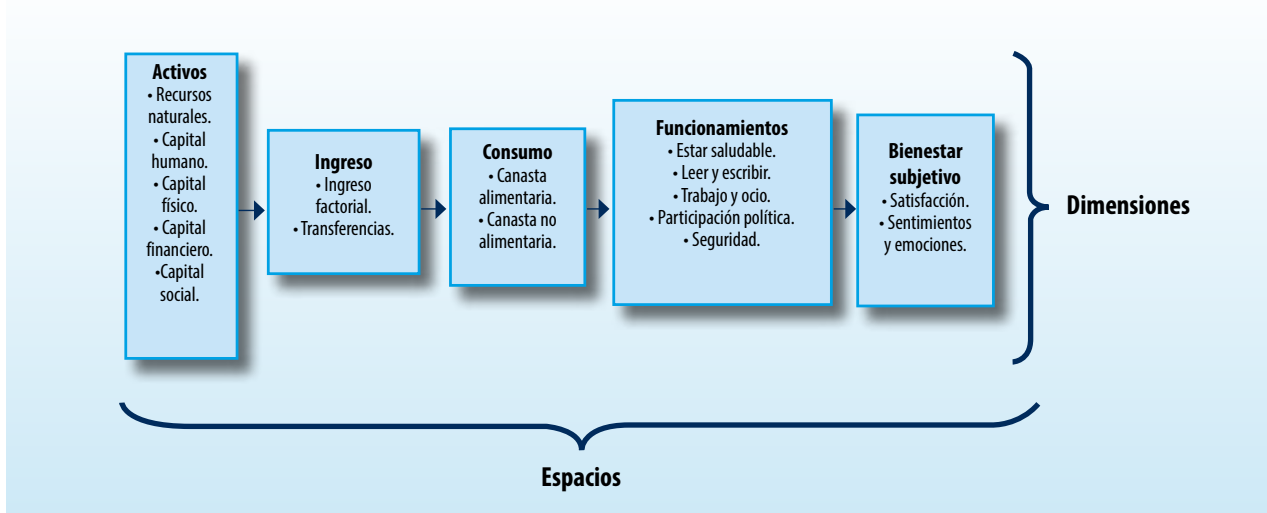 Activos
• Recursos
naturales.
• Capital
humano.
• Capital
físico.
• Capital
financiero.
•Capital
social.
Ingreso
• Ingreso
factorial.
• Transferencias.
Consumo
• Canasta
alimentaria.
• Canasta no
alimentaria.
Funcionamientos
• Estar saludable.
• Leer y escribir.
• Trabajo y ocio.
• Participación política.
• Seguridad.
Bienestar
subjetivo
• Satisfacción.
• Sentimientos
y emociones.
Dimensiones
Espacios